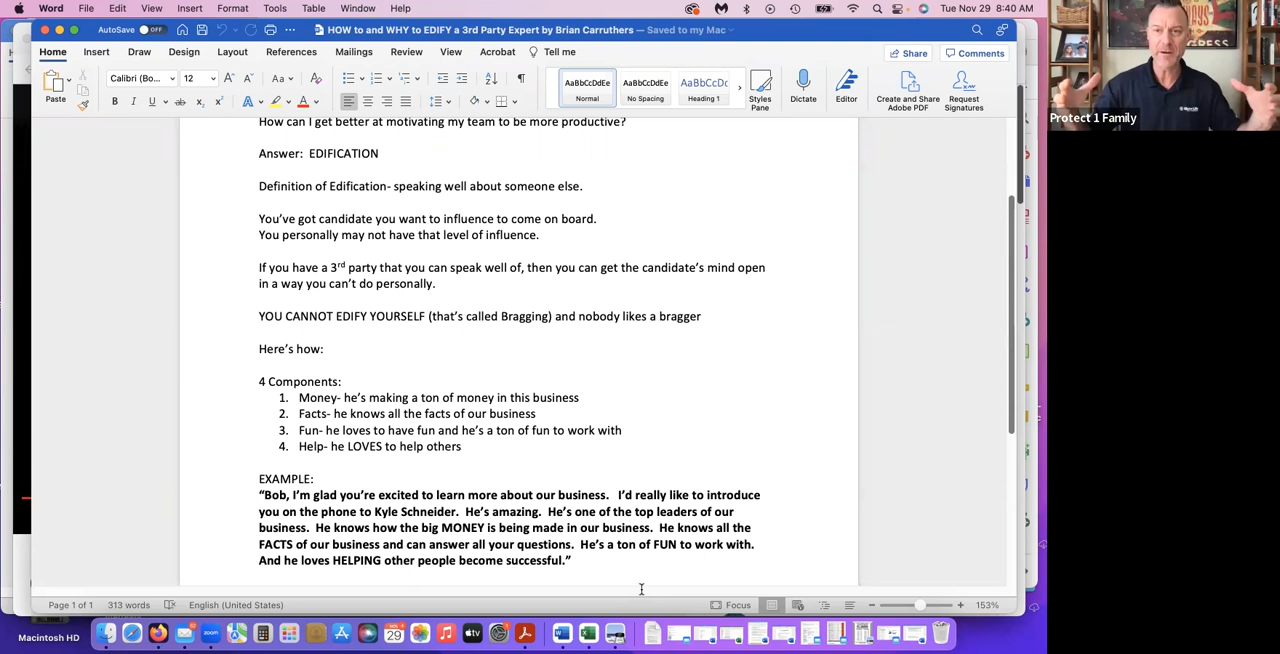 Word File Edit View Insert Format Tools Table Window Help
Tue Nov 29 8:40 AM
AutoSave OFF
HOW to and WHY to EDIFY a 3rd Party Expert by Brian Carruthers — Saved to my Mac
Home Insert Draw Design Layout References Mailings Review View Acrobat Tell me
Share Comments
Calibri (Bo... 12
Paste
AaBbCcDdEe AaBbCcDdEe AaBbCcDc
Normal No Spacing Heading 1
Styles Pane
Dictate
Editor
Create and Share Adobe PDF
Request Signatures
Protect 1 Family
How can I get better at motivating my team to be more productive?
Answer: EDIFICATION
Definition of Edification- speaking well about someone else.
You've got candidate you want to influence to come on board.
You personally may not have that level of influence.
If you have a 3rd party that you can speak well of, then you can get the candidate's mind open
in a way you can't do personally.
YOU CANNOT EDIFY YOURSELF (that's called Bragging) and nobody likes a bragger
Here's how:
4 Components:
1. Money- he's making a ton of money in this business
2. Facts- he knows all the facts of our business
3. Fun- he loves to have fun and he's a ton of fun to work with
4. Help- he LOVES to help others
EXAMPLE:
"Bob, I'm glad you're excited to learn more about our business. I'd really like to introduce
you on the phone to Kyle Schneider. He's amazing. He's one of the top leaders of our
business. He knows how the big MONEY is being made in our business. He knows all the
FACTS of our business and can answer all your questions. He's a ton of FUN to work with.
And he loves HELPING other people become successful."
Page 1 of 1 313 words English (United States)
Focus
153%
Macintosh HD